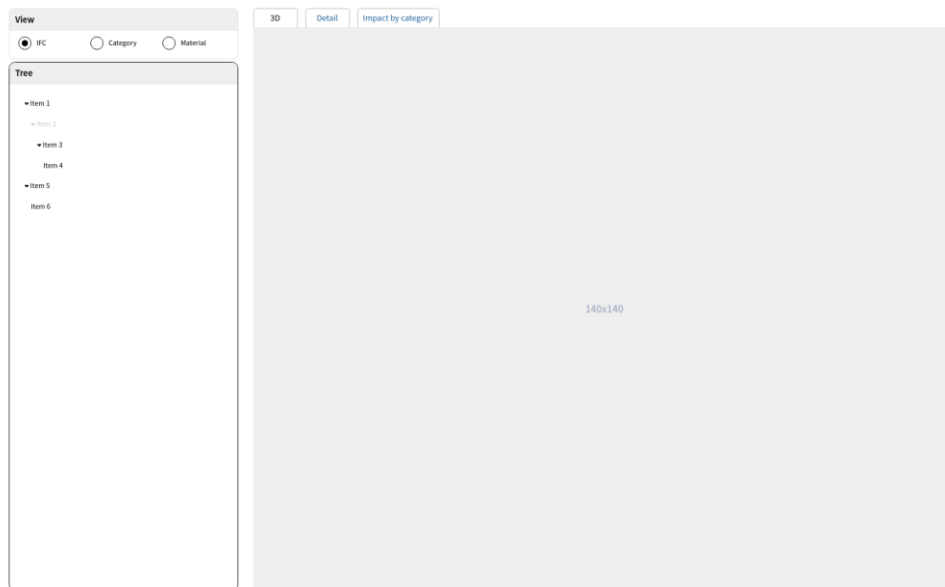 View
IFC Category Material
Tree
Item 1
Item 2
Item 3
Item 4
Item 5
Item 6
3D Detail Impact by category
140x140